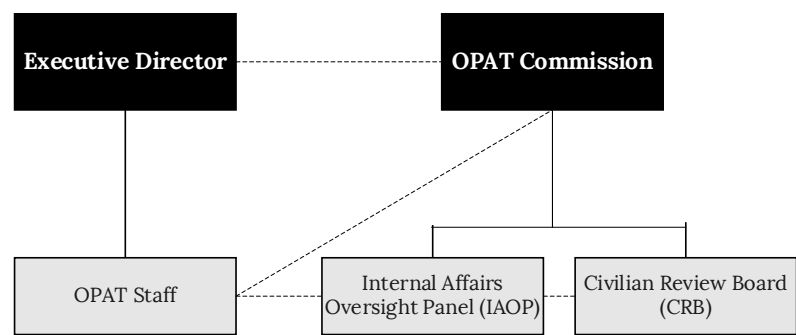 Executive Director
OPAT Commission
OPAT Staff
Internal Affairs
Oversight Panel (IAOP)
Civilian Review Board
(CRB)